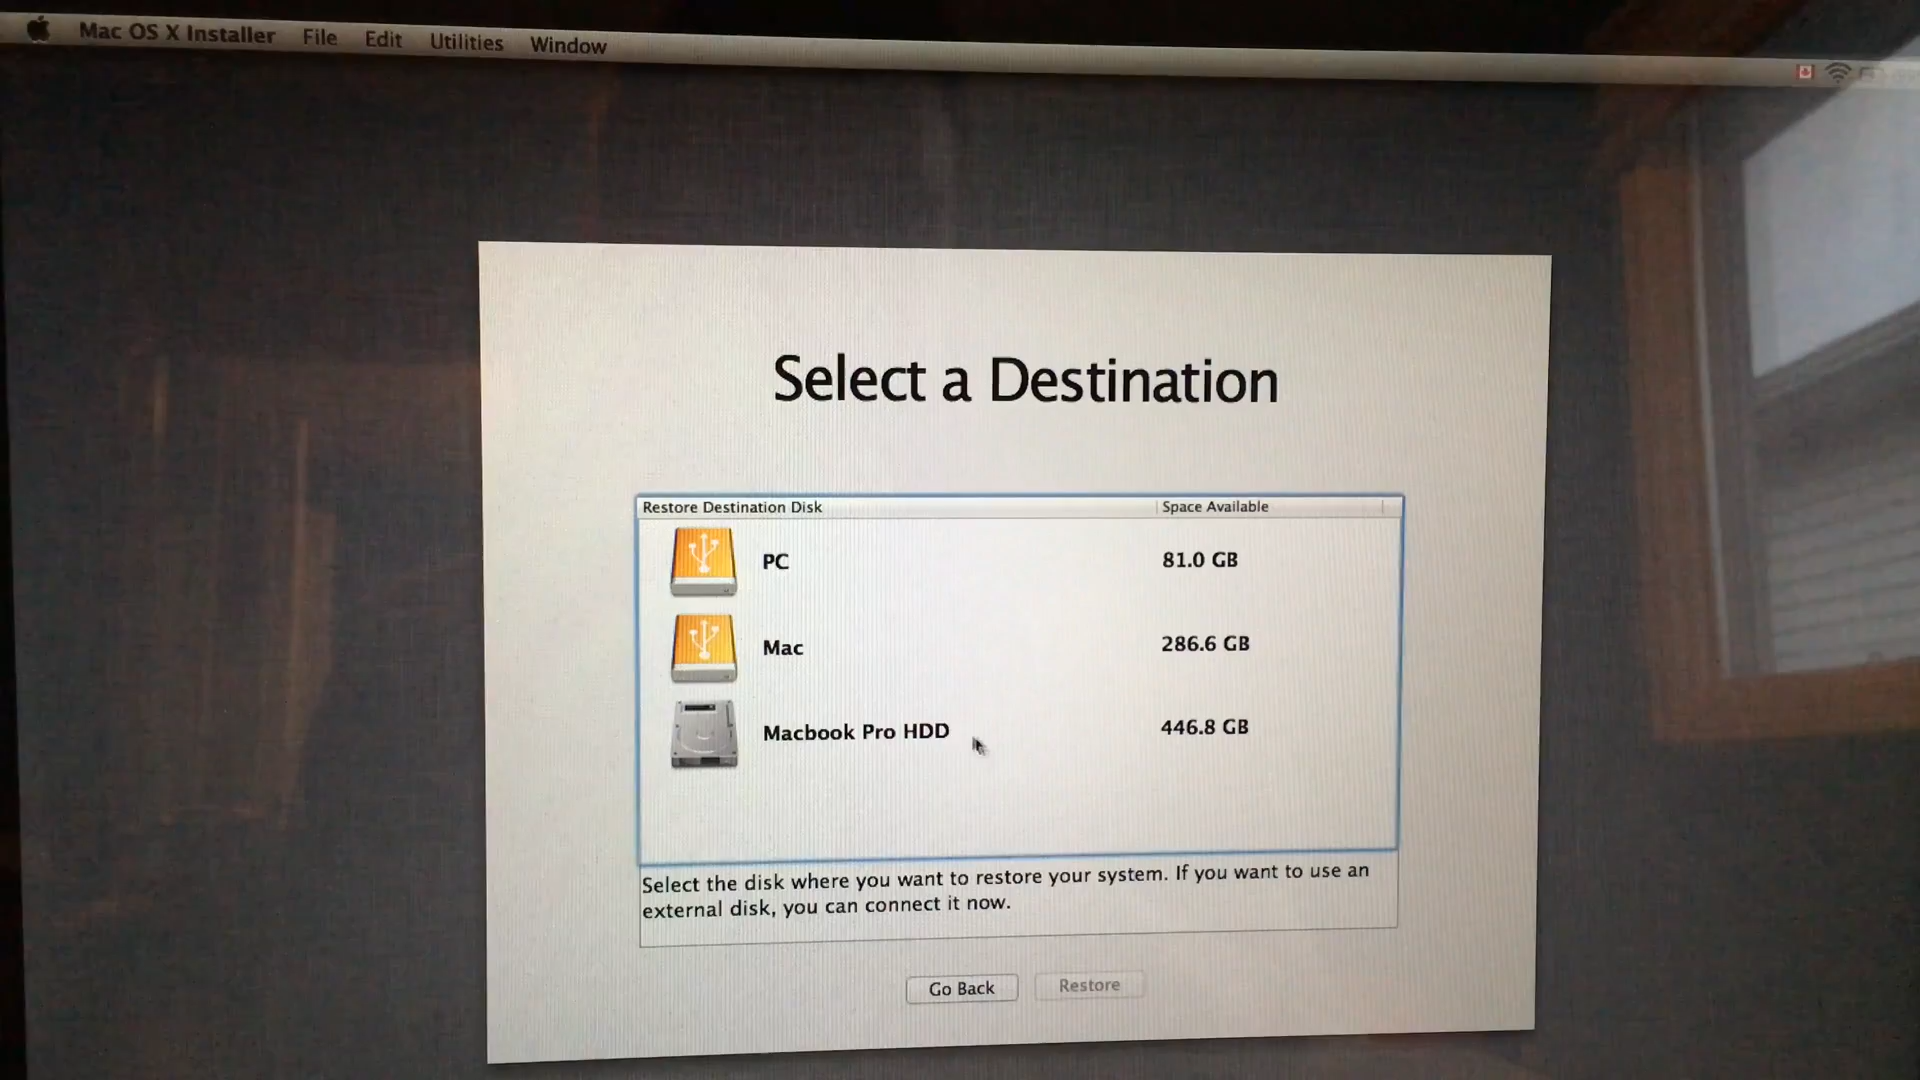 Mac OS X Installer File Edit Utilities Window
Select a Destination
Restore Destination Disk Space Available
PC 81.0 GB
Mac 286.6 GB
Macbook Pro HDD 446.8 GB
Select the disk where you want to restore your system. If you want to use an
external disk, you can connect it now.
Go Back Restore